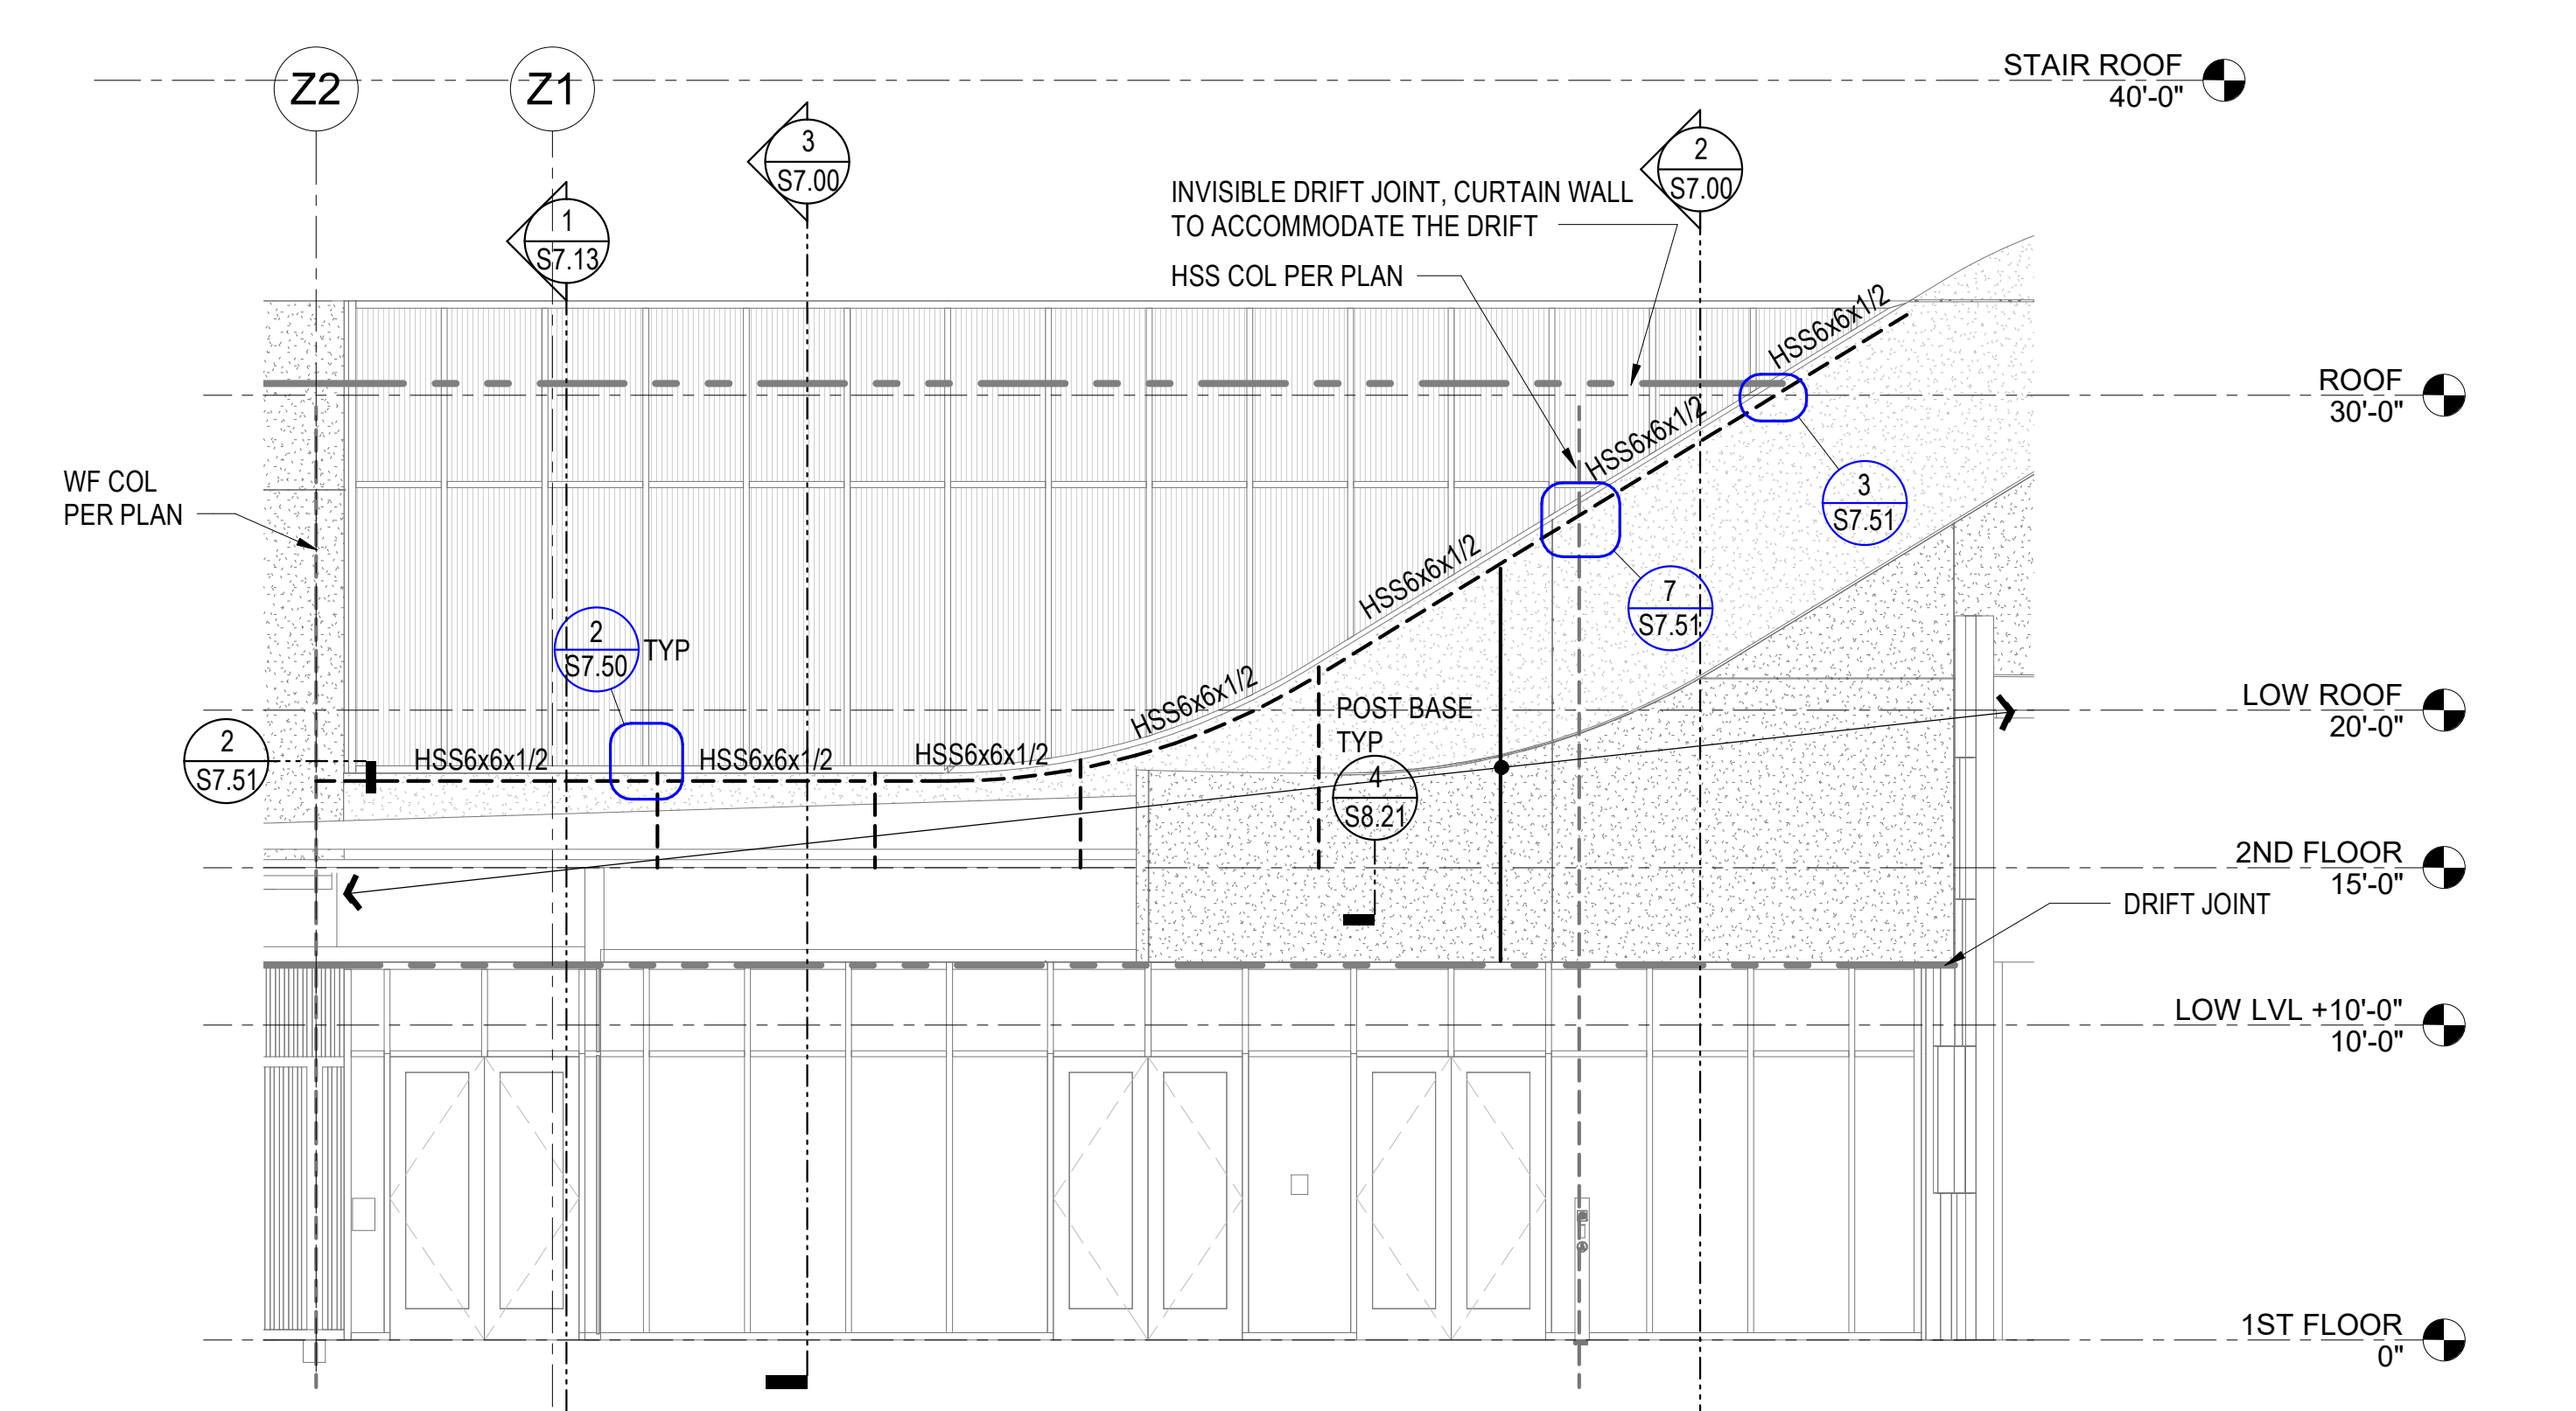 STAIR ROOF
40'-0"
Z2
Z1
3
S7.00
2
S7.00
1
S7.13
INVISIBLE DRIFT JOINT, CURTAIN WALL
TO ACCOMMODATE THE DRIFT
HSS COL PER PLAN
HSS6x6x1/2
ROOF
30'-0"
HSS6x6x1/2
WF COL
PER PLAN
3
S7.51
HSS6x6x1/2
7
S7.51
2
S7.50
TYP
HSS6x6x1/2
LOW ROOF
20'-0"
POST BASE
TYP
4
S8.21
2
S7.51
HSS6x6x1/2
HSS6x6x1/2
HSS6x6x1/2
2ND FLOOR
15'-0"
DRIFT JOINT
LOW LVL +10'-0"
10'-0"
1ST FLOOR
0"